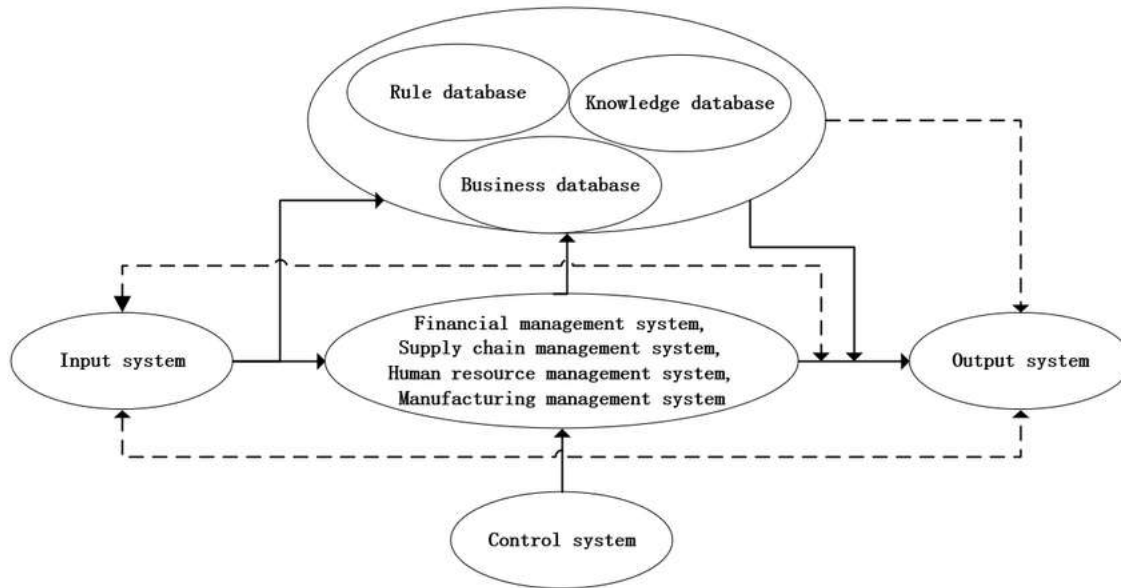 Rule database
Knowledge database
Business database
Financial management system,
Supply chain management system,
Human resource management system,
Manufacturing management system
Input system
Output system
Control system